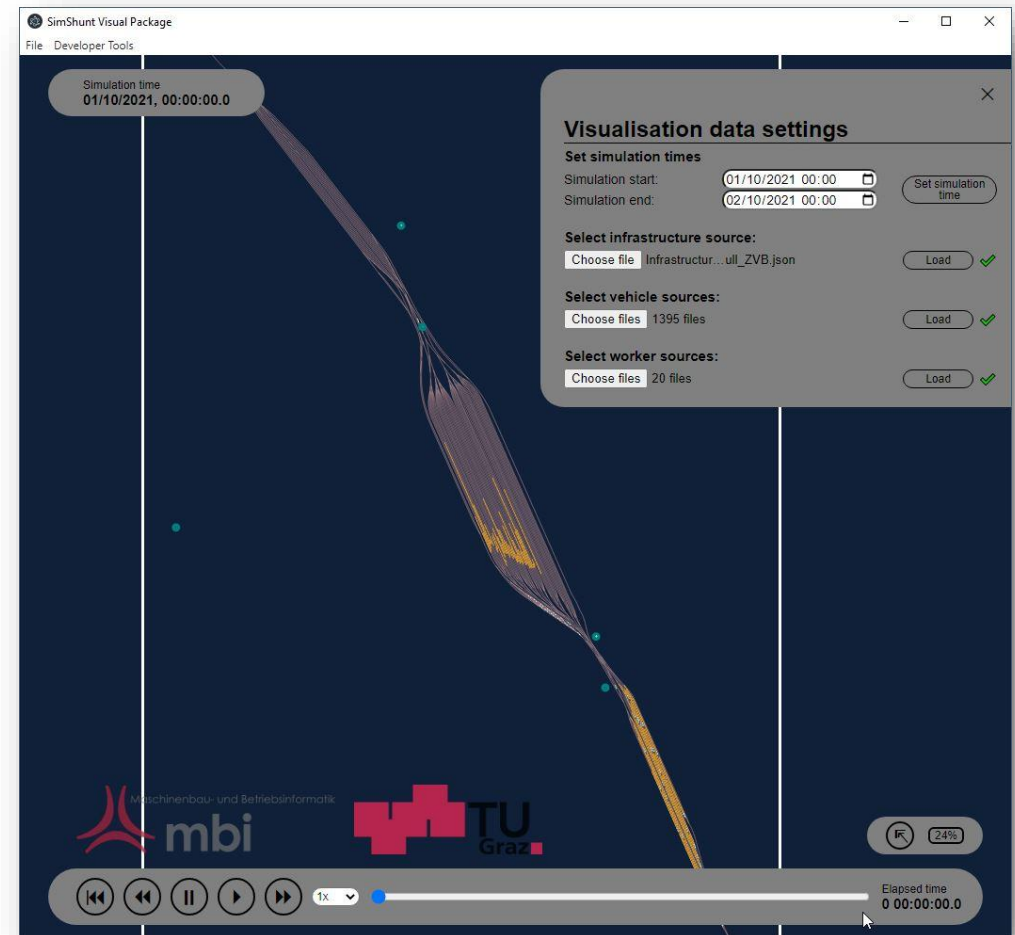 SimShunt Visual Package
File Developer Tools
Simulation time
01/10/2021, 00:00:00.0
Visualisation data settings
Set simulation times
Simulation start: 01/10/2021 00:00
Simulation end: 02/10/2021 00:00
Set simulation
time
Select infrastructure source:
Choose file Infrastructur...ull_ZVB.json Load
Select vehicle sources:
Choose files 1395 files Load
Select worker sources:
Choose files 20 files Load
Maschinenbau- und Betriebsinformatik
mbi
TU
Graz
24%
1x
Elapsed time
0 00:00:00.0